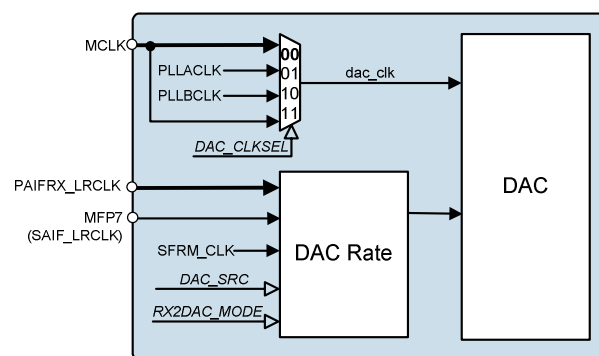 MCLK
00
PLLACLK
01
dac_clk
PLLBCLK
10
11
DAC_CLKSEL
DAC
PAIFRX_LRCLK
MFP7
(SAIF_LRCLK)
SFRM_CLK
DAC Rate
DAC_SRC
RX2DAC_MODE